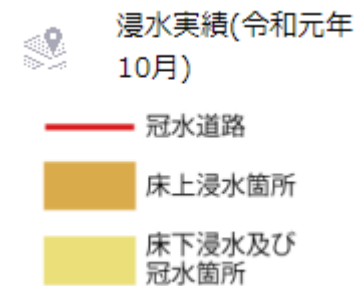 浸水実績(令和元年
10月)
冠水道路
床上浸水箇所
床下浸水及び
冠水箇所